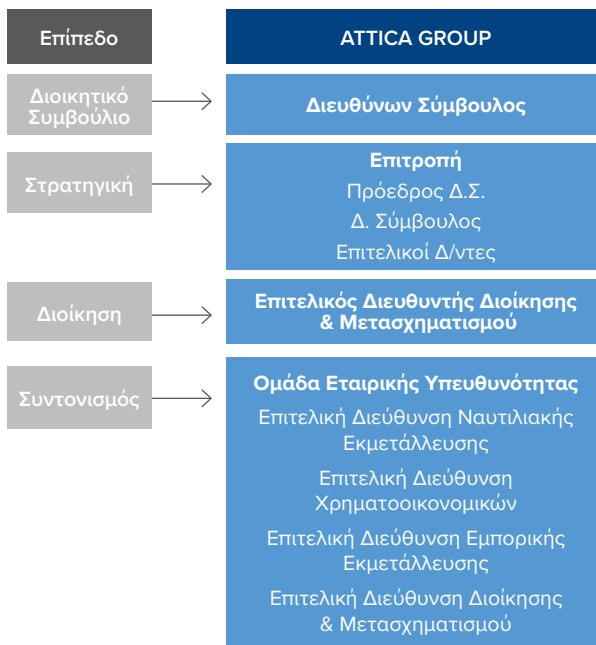 Επίπεδο
ATTICA GROUP
Διοικητικό
Συμβούλιο
Διευθύνων Σύμβουλος
Στρατηγική
Επιτροπή
Πρόεδρος Δ.Σ.
Δ. Σύμβουλος
Επιτελικοί Δ/ντες
Διοίκηση
Επιτελικός Διευθυντής Διοίκησης
& Μετασχηματισμού
Συντονισμός
Ομάδα Εταιρικής Υπευθυνότητας
Επιτελική Διεύθυνση Ναυτιλιακής
Εκμετάλλευσης
Επιτελική Διεύθυνση
Χρηματοοικονομικών
Επιτελική Διεύθυνση Εμπορικής
Εκμετάλλευσης
Επιτελική Διεύθυνση Διοίκησης
& Μετασχηματισμού